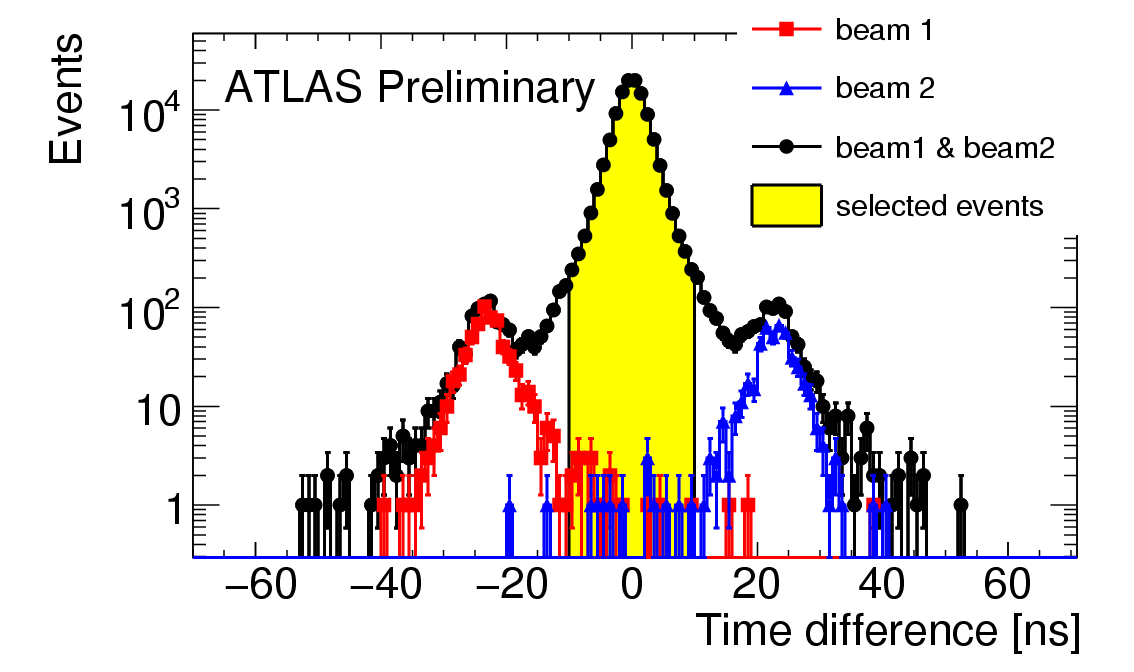 Events
ATLAS Preliminary
beam 1
beam 2
beam1 & beam2
selected events
10⁴
10³
10²
10
1
−60 −40 −20 0 20 40 60
Time difference [ns]